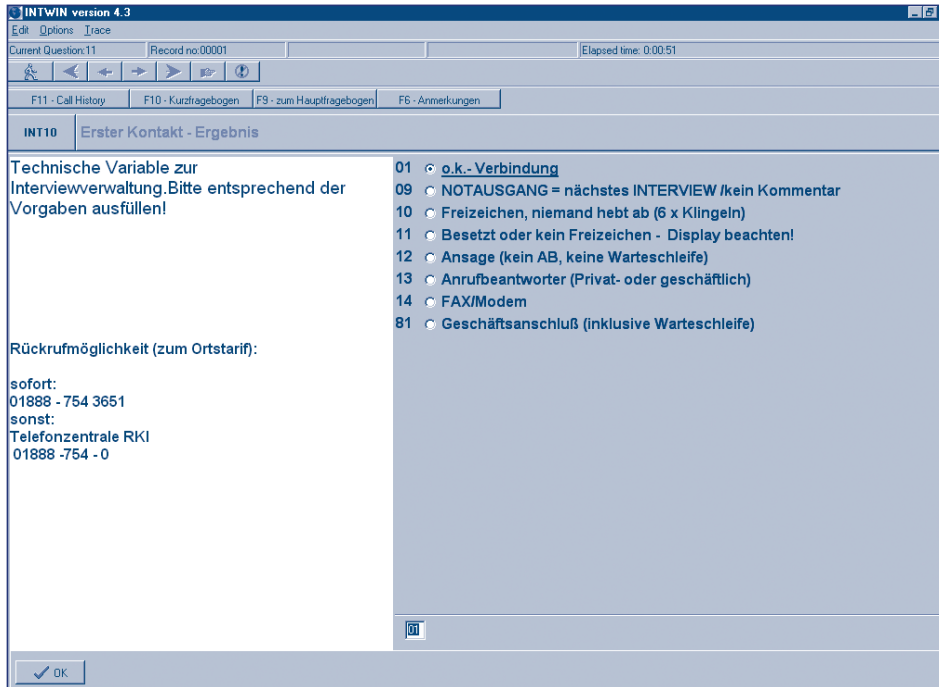 INTWIN version 4.3
Edit Options Trace
Current Question:11 Record no:00001 Elapsed time: 0:00:51
F11 - Call History F10 - Kurzfragebogen F9 - zum Hauptfragebogen F6 - Anmerkungen
INT10 Erster Kontakt - Ergebnis
Technische Variable zur
Interviewverwaltung.Bitte entsprechend der
Vorgaben ausfüllen!
Rückrufmöglichkeit (zum Ortstarif):
sofort:
01888 - 754 3651
sonst:
Telefonzentrale RKI
01888 -754 - 0
01 o.k.- Verbindung
09 NOTAUSGANG = nächstes INTERVIEW /kein Kommentar
10 Freizeichen, niemand hebt ab (6 x Klingeln)
11 Besetzt oder kein Freizeichen - Display beachten!
12 Ansage (kein AB, keine Warteschleife)
13 Anrufbeantworter (Privat- oder geschäftlich)
14 FAX/Modem
81 Geschäftsanschluß (inklusive Warteschleife)
01
OK